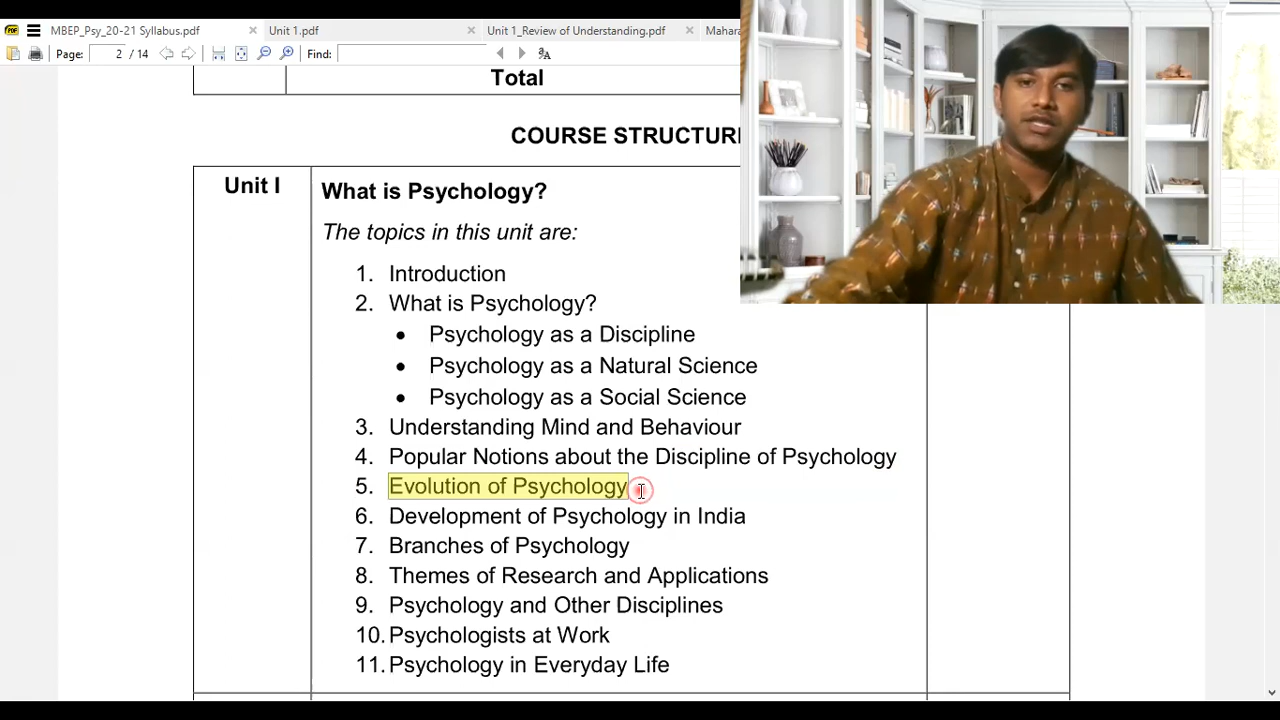 MBEP_Psy_20-21 Syllabus.pdf
Unit 1.pdf
Unit 1_Review of Understanding.pdf
Mahara
Page: 2 / 14
Find:
Total
COURSE STRUCTURE
Unit I
What is Psychology?
The topics in this unit are:
1. Introduction
2. What is Psychology?
• Psychology as a Discipline
• Psychology as a Natural Science
• Psychology as a Social Science
3. Understanding Mind and Behaviour
4. Popular Notions about the Discipline of Psychology
5. Evolution of Psychology
6. Development of Psychology in India
7. Branches of Psychology
8. Themes of Research and Applications
9. Psychology and Other Disciplines
10. Psychologists at Work
11. Psychology in Everyday Life